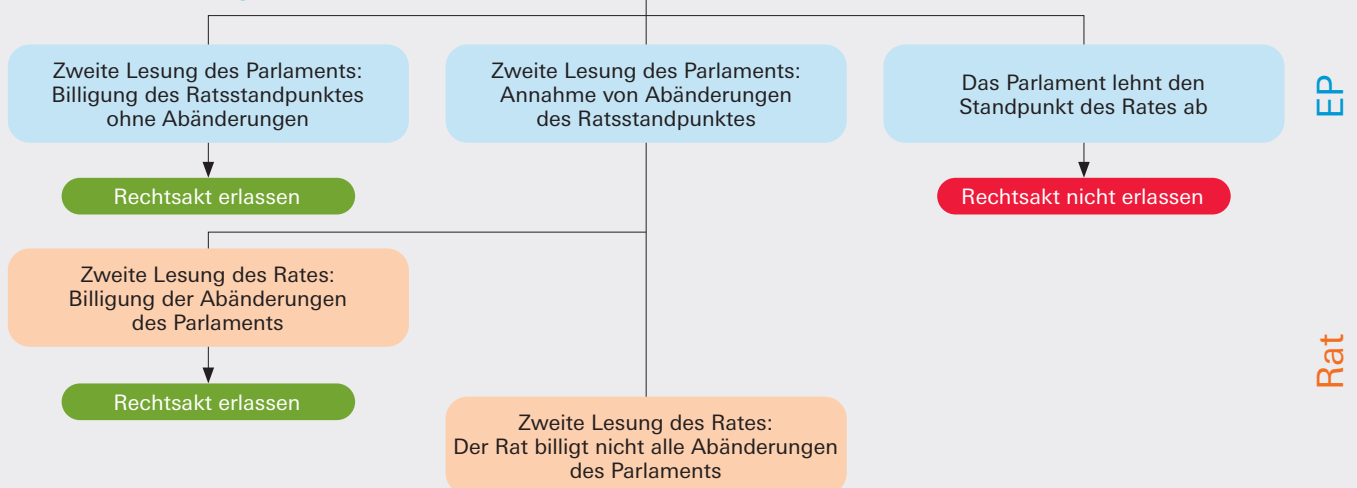 Zweite Lesung des Parlaments:
Billigung des Ratsstandpunktes
ohne Abänderungen
Zweite Lesung des Parlaments:
Annahme von Abänderungen
des Ratsstandpunktes
Das Parlament lehnt den
Standpunkt des Rates ab
EP
Rechtsakt erlassen
Rechtsakt nicht erlassen
Zweite Lesung des Rates:
Billigung der Abänderungen
des Parlaments
Rat
Rechtsakt erlassen
Zweite Lesung des Rates:
Der Rat billigt nicht alle Abänderungen
des Parlaments